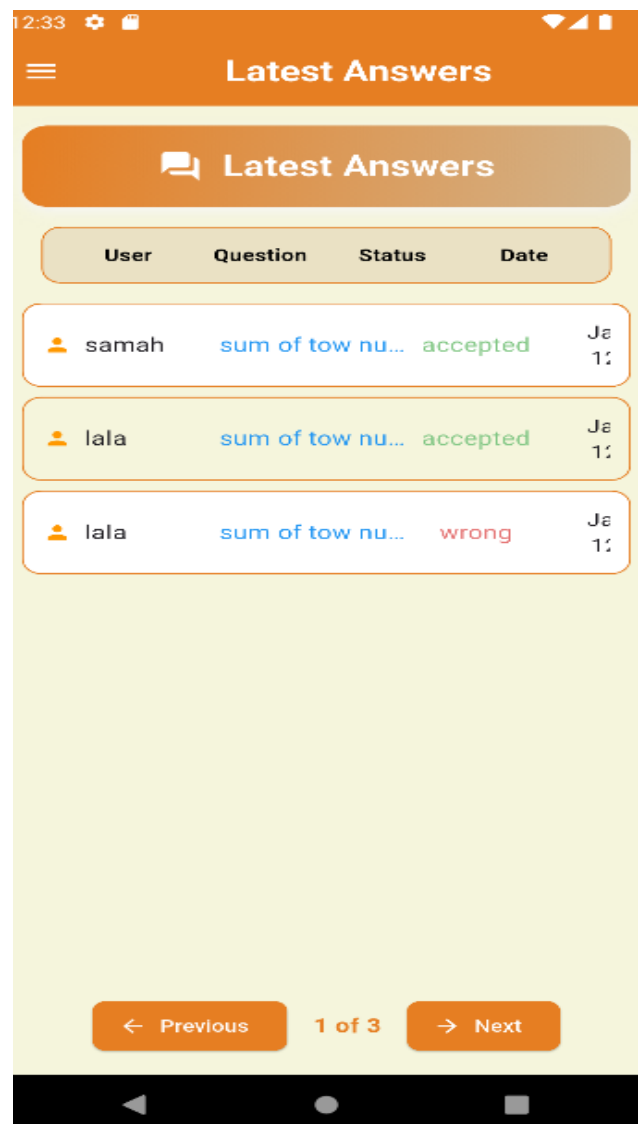 12:33
Latest Answers
Latest Answers
User Question Status Date
samah sum of tow nu... accepted
lala sum of tow nu... accepted
lala sum of tow nu... wrong
Previous 1 of 3 Next